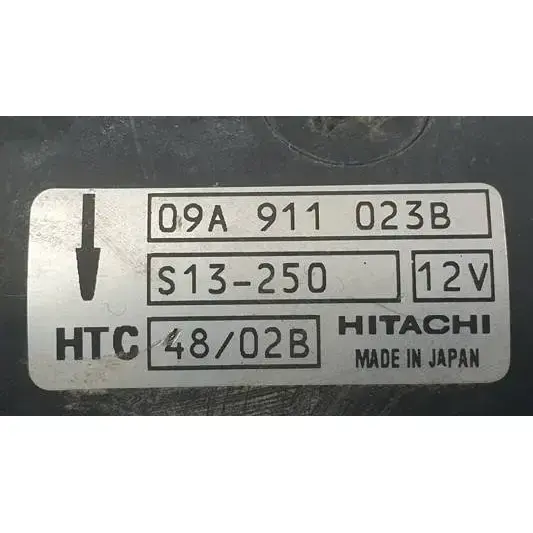 09A 911 023B
S13-250 12V
HTC 48/02B HITACHI
MADE IN JAPAN